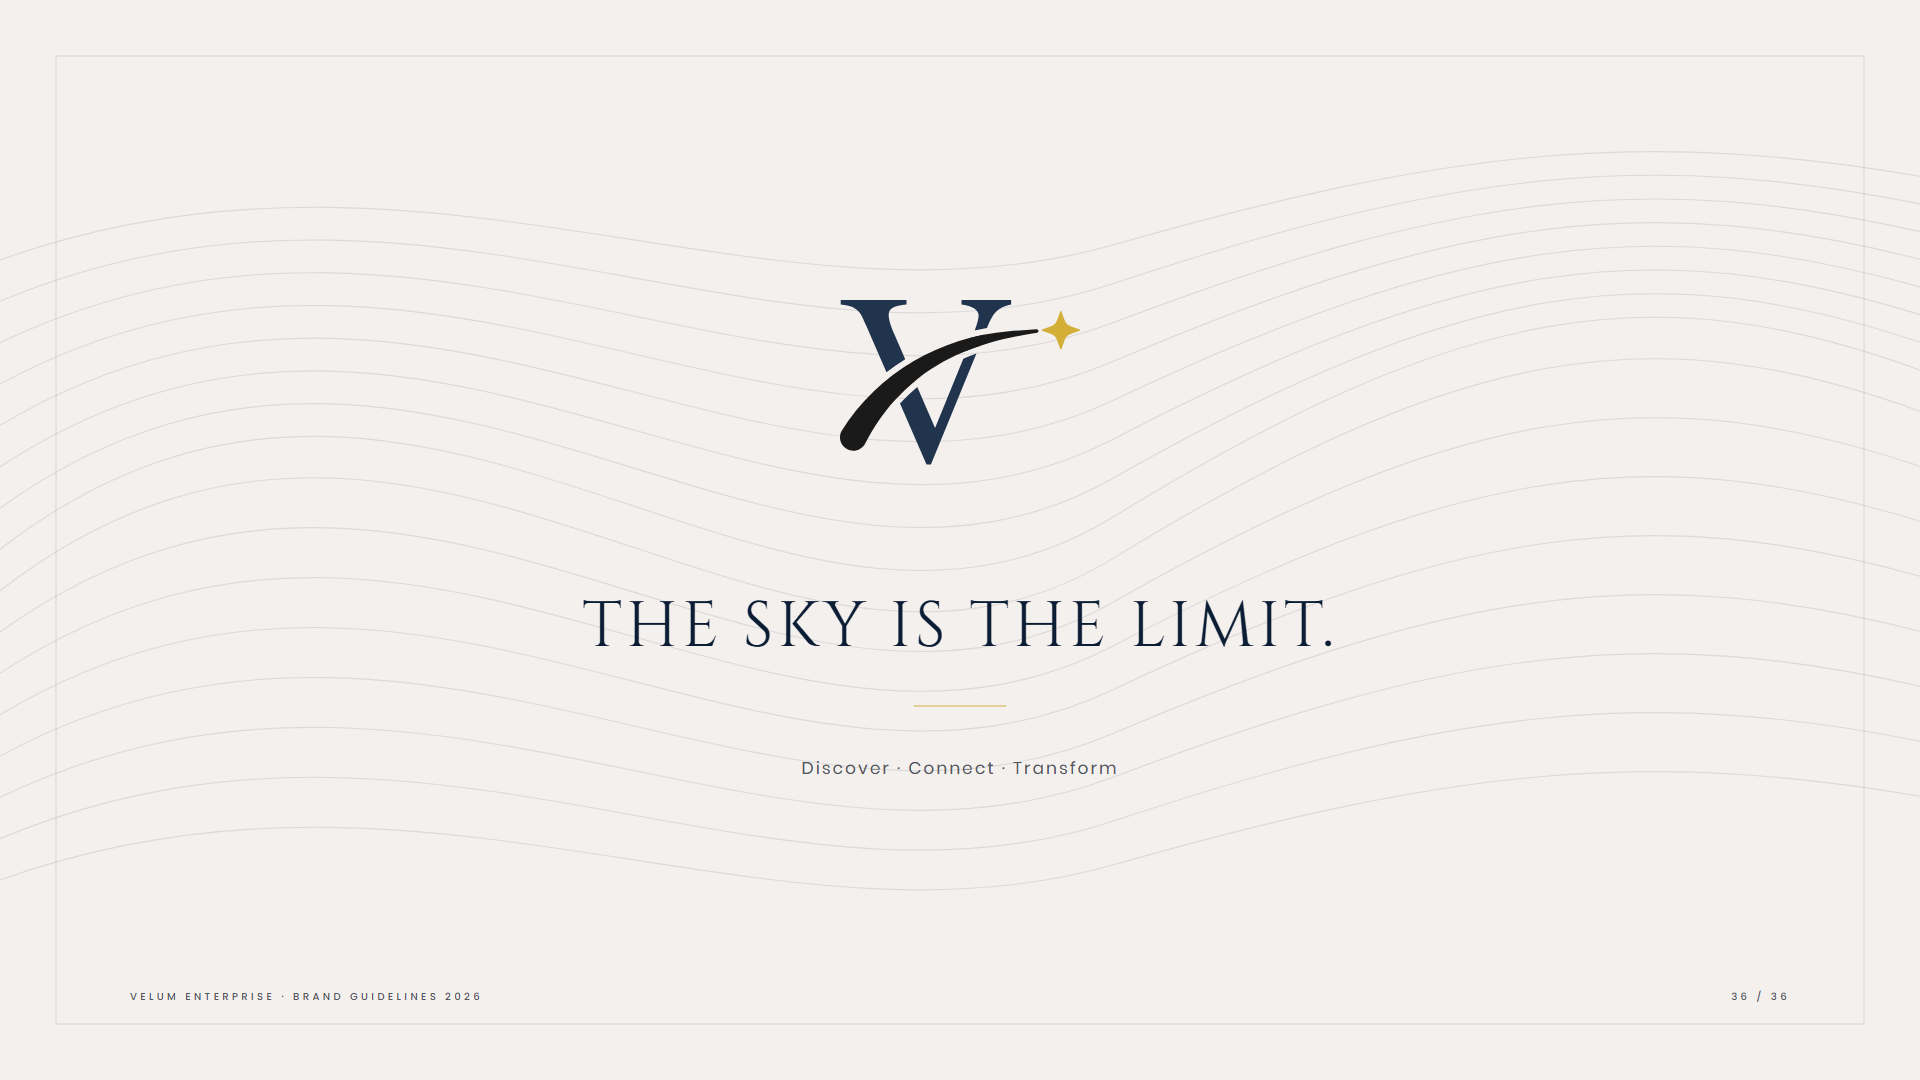 V
THE SKY IS THE LIMIT.
Discover · Connect · Transform
VELUM ENTERPRISE · BRAND GUIDELINES 2026
36 / 36